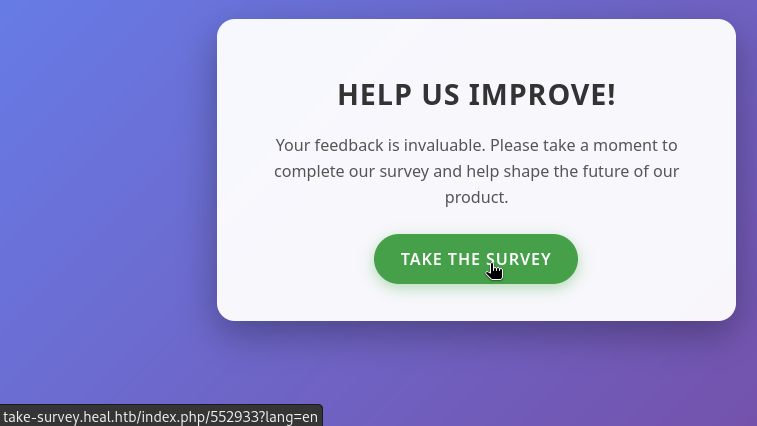 HELP US IMPROVE!
Your feedback is invaluable. Please take a moment to
complete our survey and help shape the future of our
product.
TAKE THE SURVEY
take-survey.heal.htb/index.php/552933?lang=en